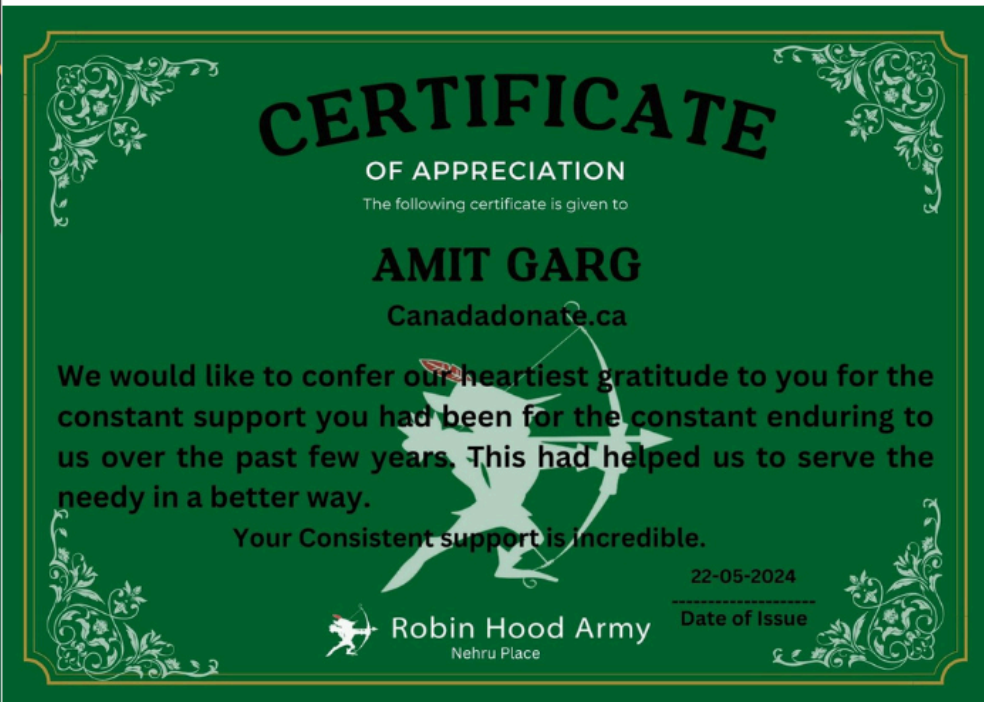 CERTIFICATE
OF APPRECIATION
The following certificate is given to
AMIT GARG
Canadadonate.ca
We would like to confer our heartiest gratitude to you for the
constant support you had been for the constant enduring to
us over the past few years. This had helped us to serve the
needy in a better way.
Your Consistent support is incredible.
22-05-2024
--------------------
Date of Issue
Robin Hood Army
Nehru Place